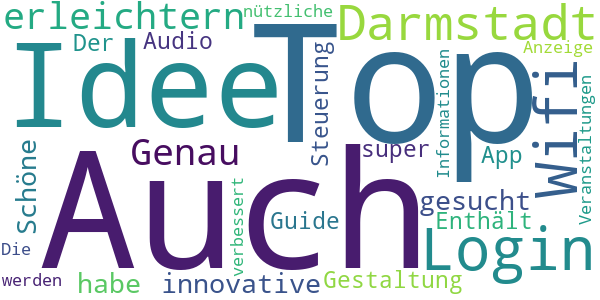 erleichtern
nützliche
Darmstadt
Der
Audio
Anzeige
Idee
Top
Steuerung
Informationen
Wifi
Veranstaltungen
Genau
super
App
Schöne
Auch
gesucht
verbessert
Guide
Enthält
Die
Login
werden
habe
innovative
Gestaltung